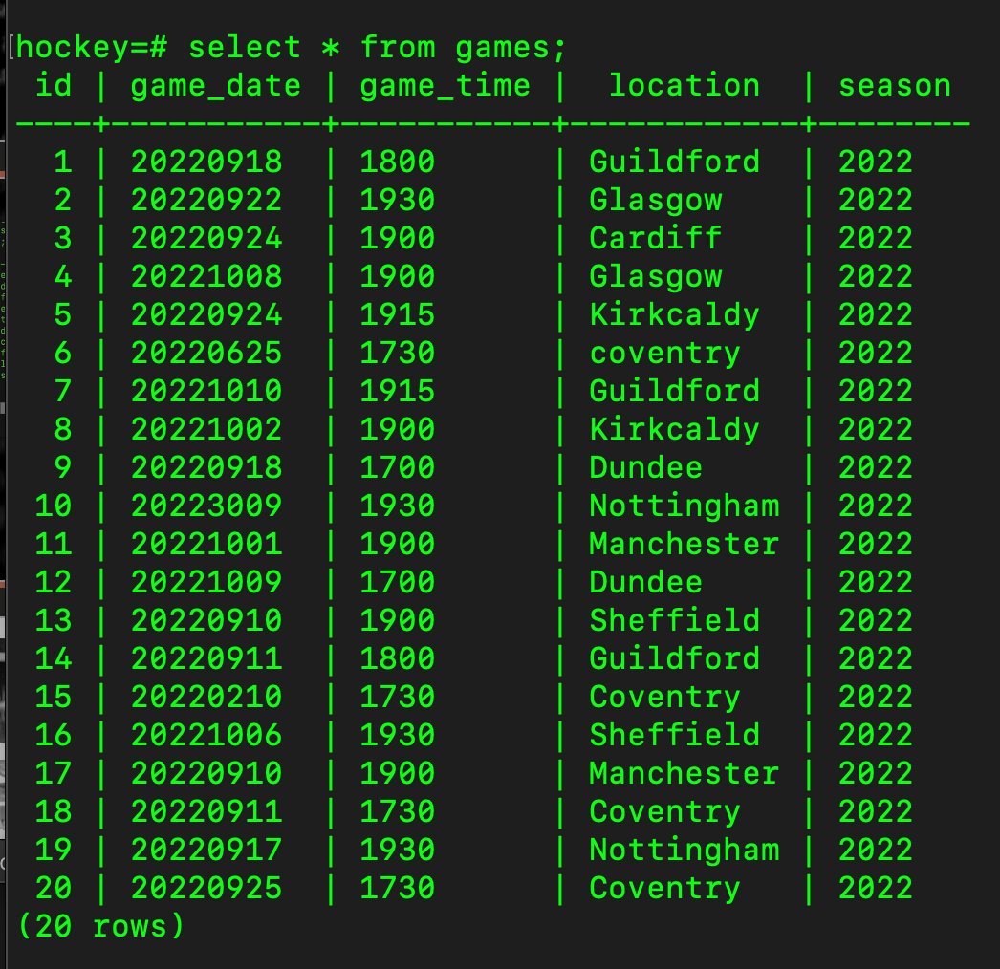 hockey=# select * from games;
 id | game_date | game_time |  location  | season
----+-----------+-----------+------------+--------
  1 | 20220918  | 1800      | Guildford  | 2022
  2 | 20220922  | 1930      | Glasgow    | 2022
  3 | 20220924  | 1900      | Cardiff    | 2022
  4 | 20221008  | 1900      | Glasgow    | 2022
  5 | 20220924  | 1915      | Kirkcaldy  | 2022
  6 | 20220625  | 1730      | coventry   | 2022
  7 | 20221010  | 1915      | Guildford  | 2022
  8 | 20221002  | 1900      | Kirkcaldy  | 2022
  9 | 20220918  | 1700      | Dundee     | 2022
 10 | 20223009  | 1930      | Nottingham | 2022
 11 | 20221001  | 1900      | Manchester | 2022
 12 | 20221009  | 1700      | Dundee     | 2022
 13 | 20220910  | 1900      | Sheffield  | 2022
 14 | 20220911  | 1800      | Guildford  | 2022
 15 | 20220210  | 1730      | Coventry   | 2022
 16 | 20221006  | 1930      | Sheffield  | 2022
 17 | 20220910  | 1900      | Manchester | 2022
 18 | 20220911  | 1730      | Coventry   | 2022
 19 | 20220917  | 1930      | Nottingham | 2022
 20 | 20220925  | 1730      | Coventry   | 2022
(20 rows)